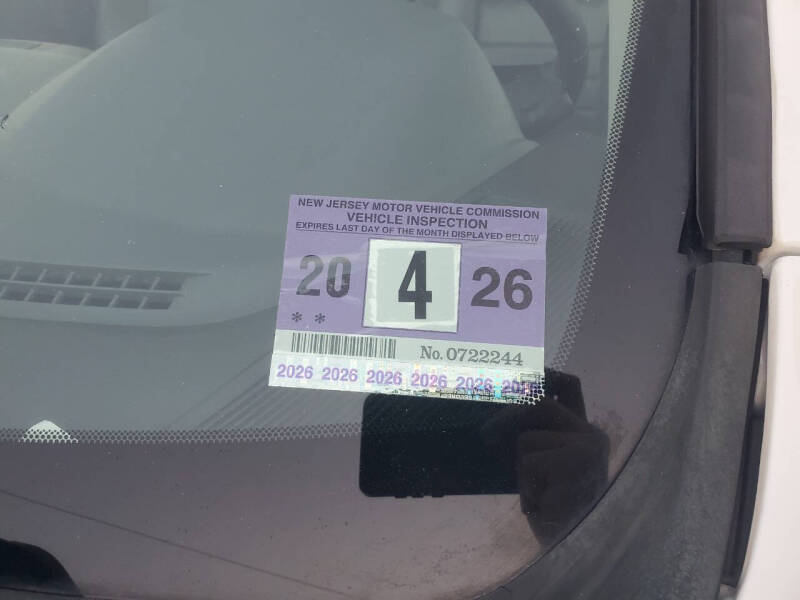 NEW JERSEY MOTOR VEHICLE COMMISSION
VEHICLE INSPECTION
EXPIRES LAST DAY OF THE MONTH DISPLAYED BELOW
20 4 26
**
No. 0722244
2026 2026 2026 2026 2026 2026